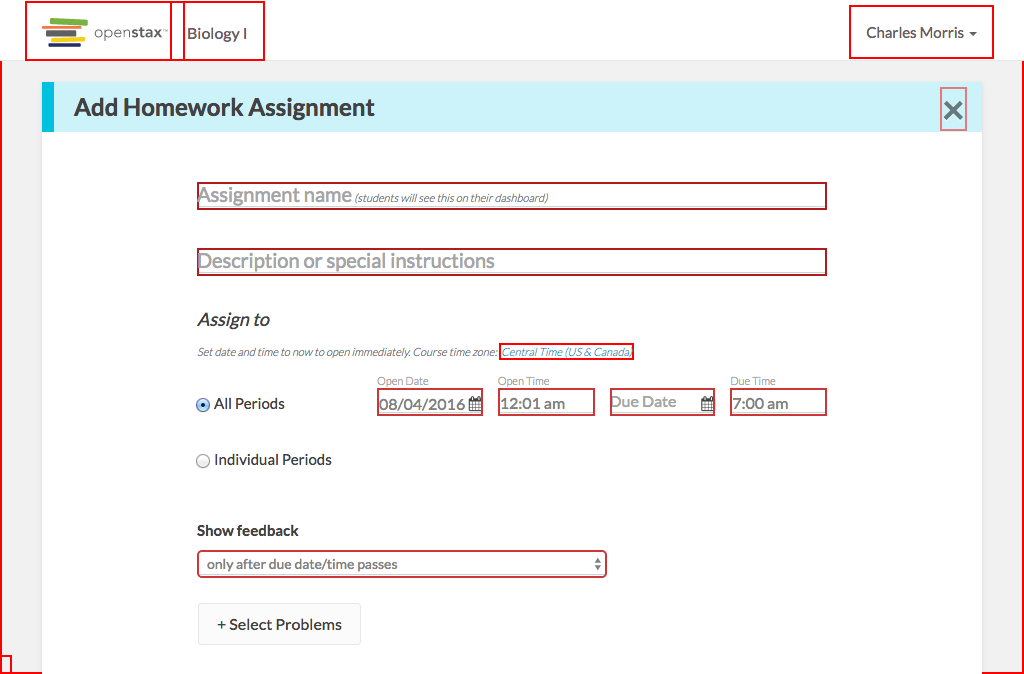 openstax™ Biology I Charles Morris
Add Homework Assignment
Assignment name (students will see this on their dashboard)
Description or special instructions
Assign to
Set date and time to now to open immediately. Course time zone: Central Time (US & Canada)
Open Date Open Time Due Time
All Periods 08/04/2016 12:01 am Due Date 7:00 am
Individual Periods
Show feedback
only after due date/time passes
+ Select Problems